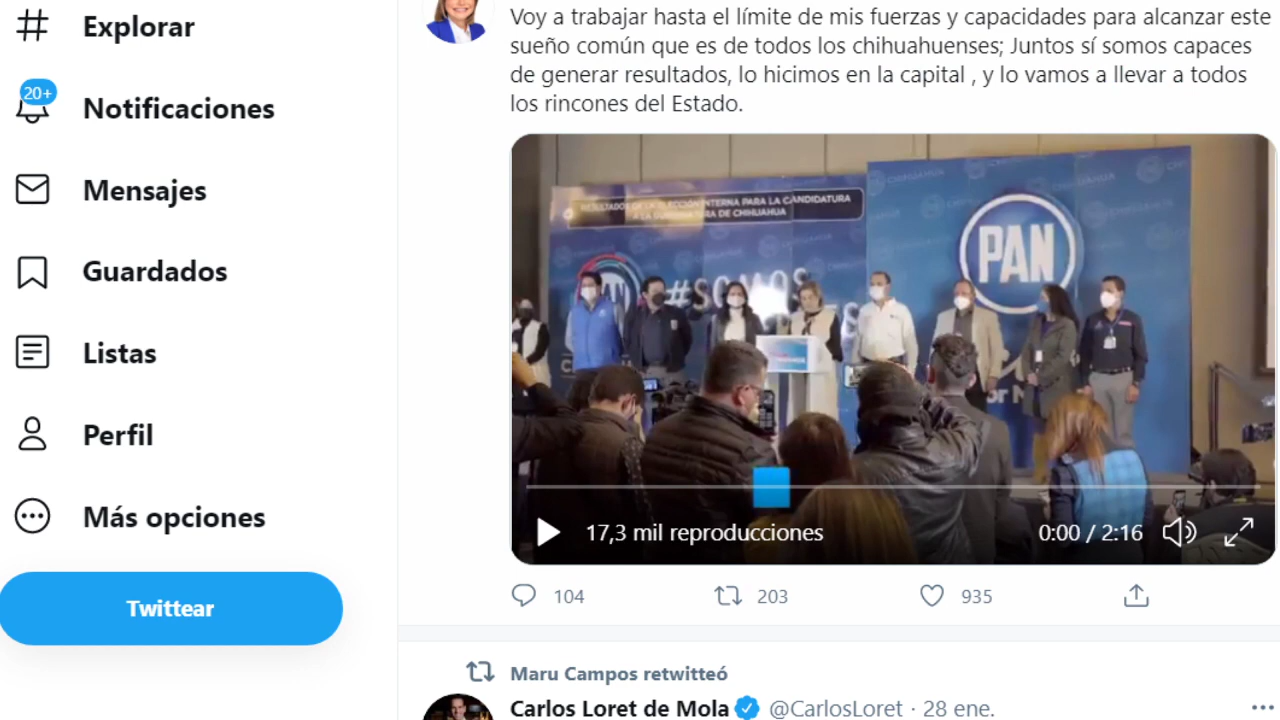 Explorar
20+
Notificaciones
Mensajes
Guardados
Listas
Perfil
Más opciones
Twittear
Voy a trabajar hasta el límite de mis fuerzas y capacidades para alcanzar este
sueño común que es de todos los chihuahuenses; Juntos sí somos capaces
de generar resultados, lo hicimos en la capital , y lo vamos a llevar a todos
los rincones del Estado.
RESULTADOS DE LA ELECCIÓN INTERNA PARA LA CANDIDATURA
A LA GUBERNATURA DE CHIHUAHUA
CHIHUAHUA
PAN
#SOMOS
17,3 mil reproducciones
0:00 / 2:16
104
203
935
Maru Campos retwitteó
Carlos Loret de Mola @CarlosLoret · 28 ene.